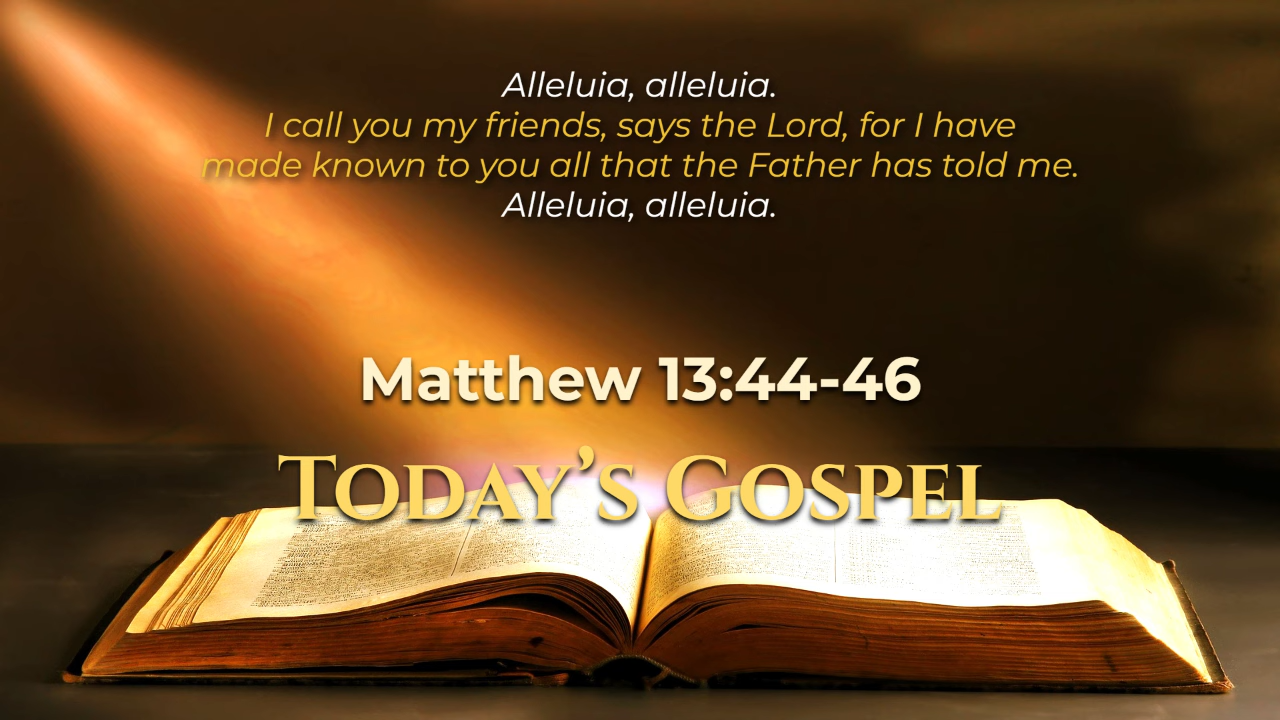 Alleluia, alleluia.
I call you my friends, says the Lord, for I have
made known to you all that the Father has told me.
Alleluia, alleluia.
Matthew 13:44-46
Today's Gospel